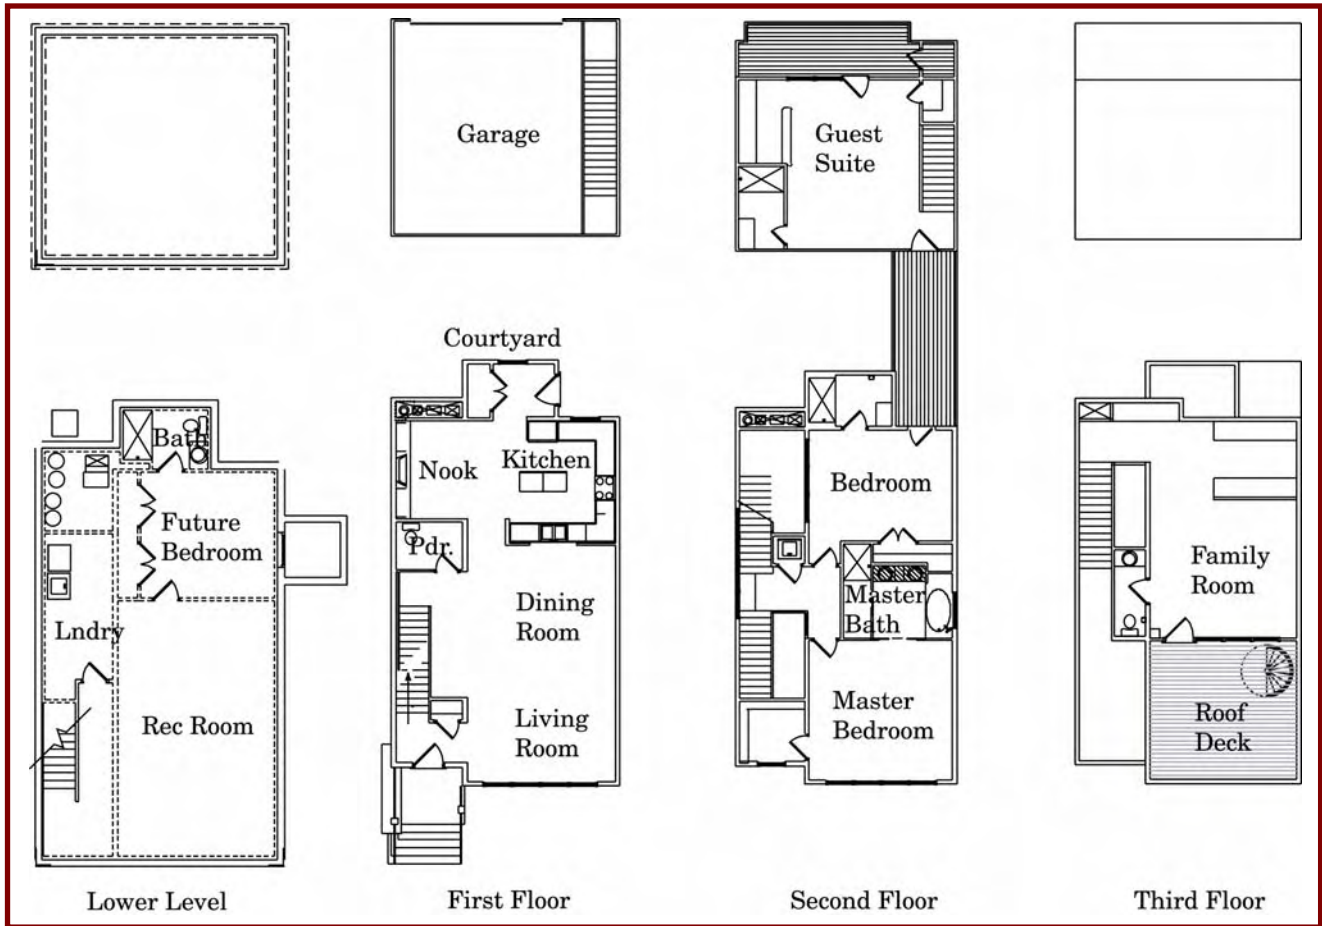 Bath
Future
Bedroom
Lndry
Rec Room
Lower Level
Garage
Courtyard
Nook
Kitchen
Pdr.
Dining
Room
Living
Room
First Floor
Guest
Suite
Bedroom
Master
Bath
Master
Bedroom
Second Floor
Family
Room
Roof
Deck
Third Floor